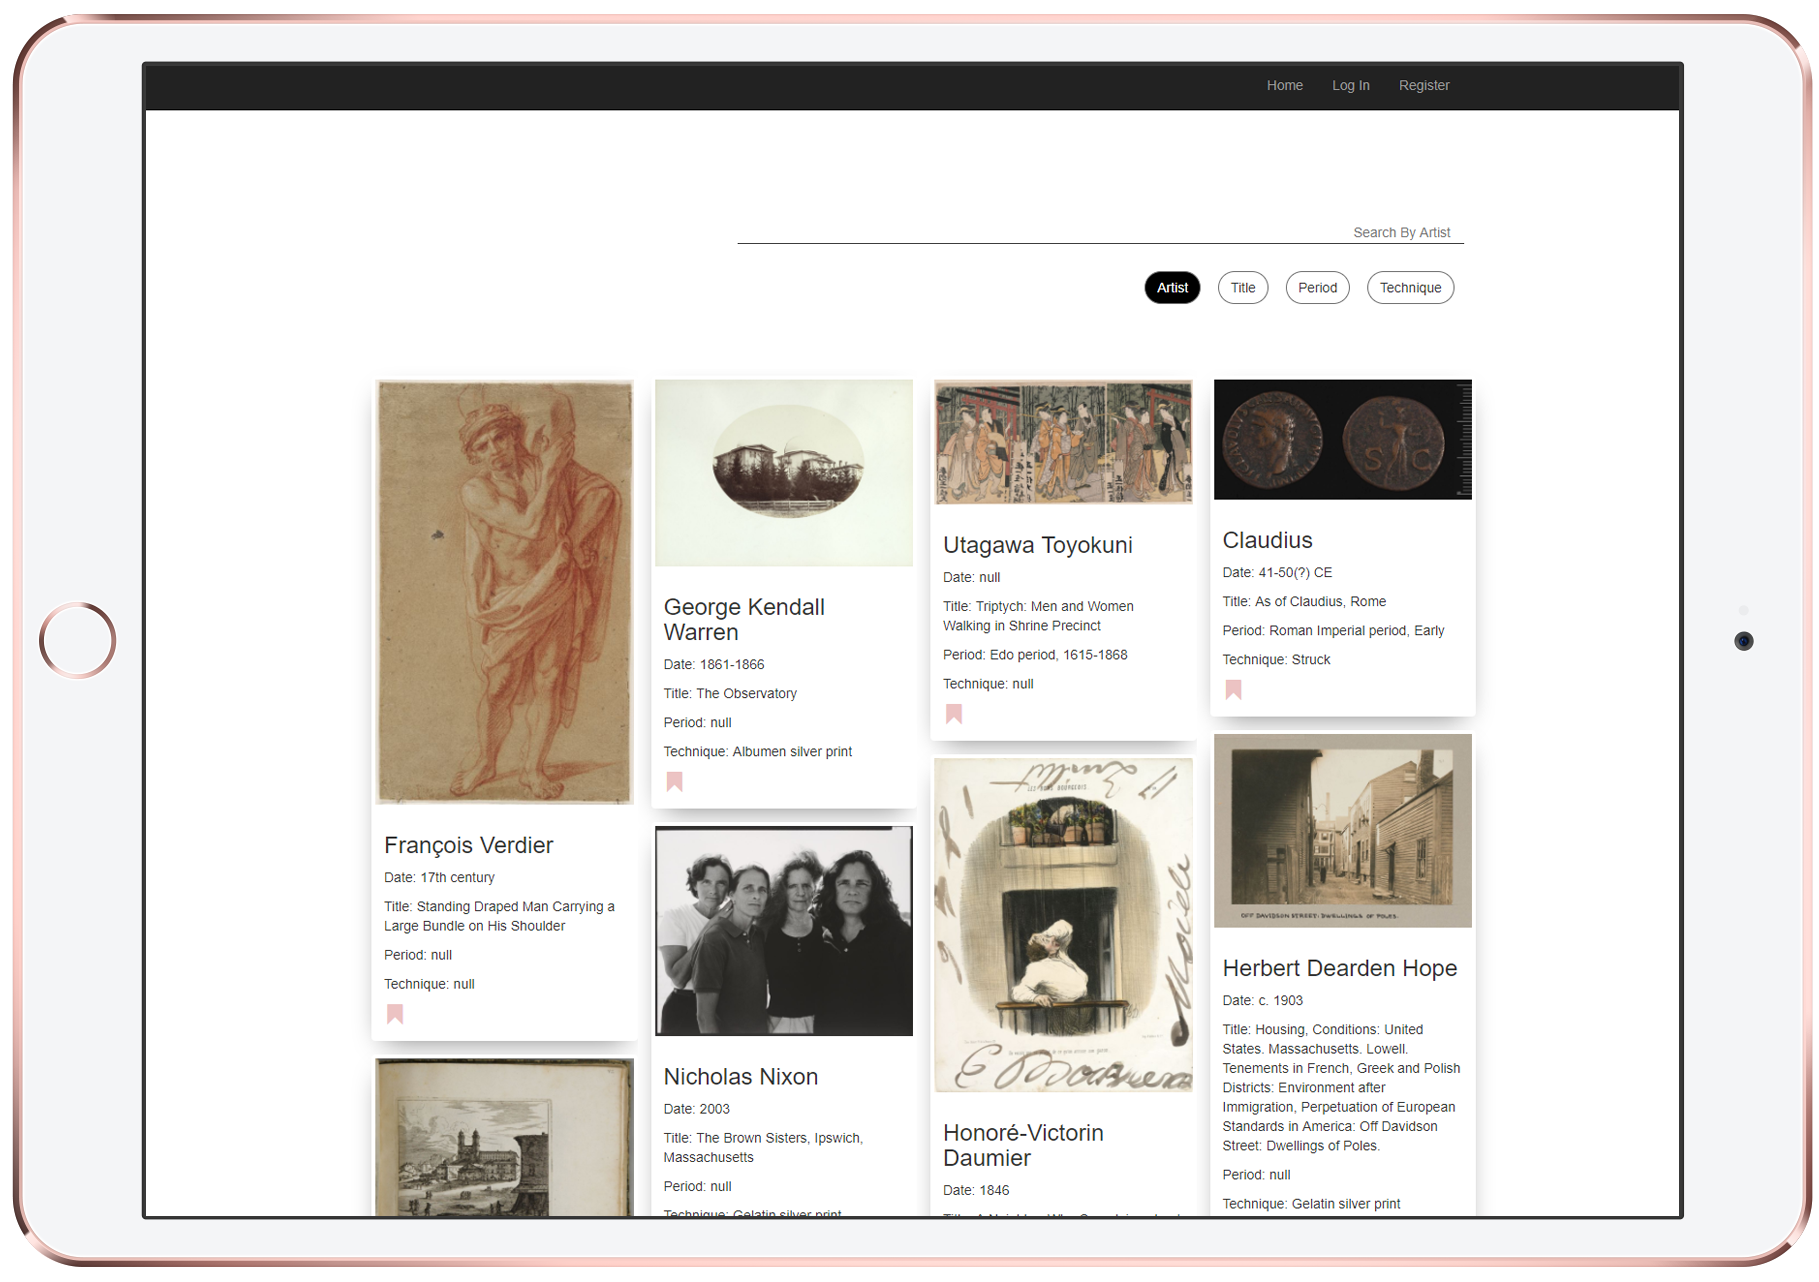 Home
Log In
Register
Search By Artist
Artist
Title
Period
Technique
François Verdier
Date: 17th century
Title: Standing Draped Man Carrying a
Large Bundle on His Shoulder
Period: null
Technique: null
George Kendall
Warren
Date: 1861-1866
Title: The Observatory
Period: null
Technique: Albumen silver print
Nicholas Nixon
Date: 2003
Title: The Brown Sisters, Ipswich,
Massachusetts
Period: null
Technique: Gelatin silver print
Utagawa Toyokuni
Date: null
Title: Triptych: Men and Women
Walking in Shrine Precinct
Period: Edo period, 1615-1868
Technique: null
LES BONS BOURGEOIS.
Honoré-Victorin
Daumier
Date: 1846
S C
Claudius
Date: 41-50(?) CE
Title: As of Claudius, Rome
Period: Roman Imperial period, Early
Technique: Struck
OFF DAVIDSON STREET: DWELLINGS OF POLES.
Herbert Dearden Hope
Date: c. 1903
Title: Housing, Conditions: United
States. Massachusetts. Lowell.
Tenements in French, Greek and Polish
Districts: Environment after
Immigration, Perpetuation of European
Standards in America: Off Davidson
Street: Dwellings of Poles.
Period: null
Technique: Gelatin silver print